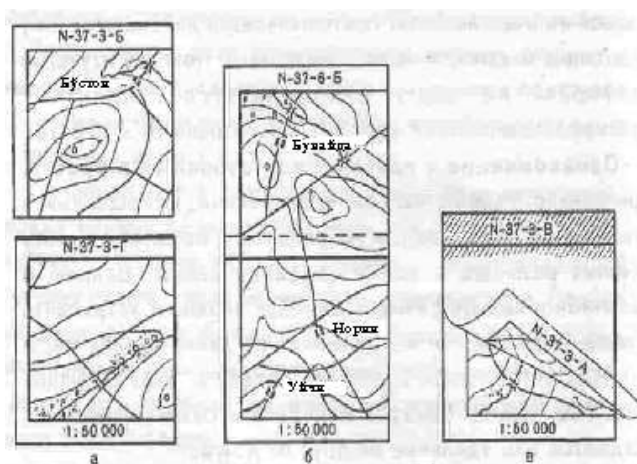 N-37-3-Б
Бўстон
N-37-3-Г
1:50 000
а
N-37-6-Б
Бувайда
Норин
Уйчи
1:50 000
б
N-37-3-В
N-37-3-А
1:50 000
в